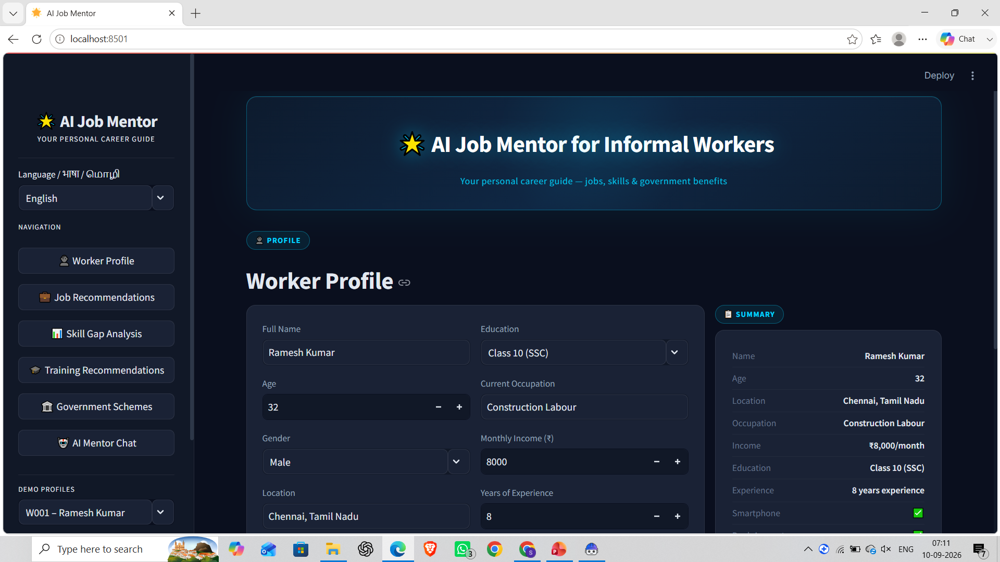 AI Job Mentor
localhost:8501
Chat
Deploy
AI Job Mentor
YOUR PERSONAL CAREER GUIDE
Language / भाषा / மொழி
English
NAVIGATION
Worker Profile
Job Recommendations
Skill Gap Analysis
Training Recommendations
Government Schemes
AI Mentor Chat
DEMO PROFILES
W001 – Ramesh Kumar
AI Job Mentor for Informal Workers
Your personal career guide — jobs, skills & government benefits
PROFILE
Worker Profile
Full Name
Ramesh Kumar
Education
Class 10 (SSC)
Age
32
Current Occupation
Construction Labour
Gender
Male
Monthly Income (₹)
8000
Location
Chennai, Tamil Nadu
Years of Experience
8
SUMMARY
Name Ramesh Kumar
Age 32
Location Chennai, Tamil Nadu
Occupation Construction Labour
Income ₹8,000/month
Education Class 10 (SSC)
Experience 8 years experience
Smartphone
Type here to search
3
S
ENG
07:11
10-09-2026
7